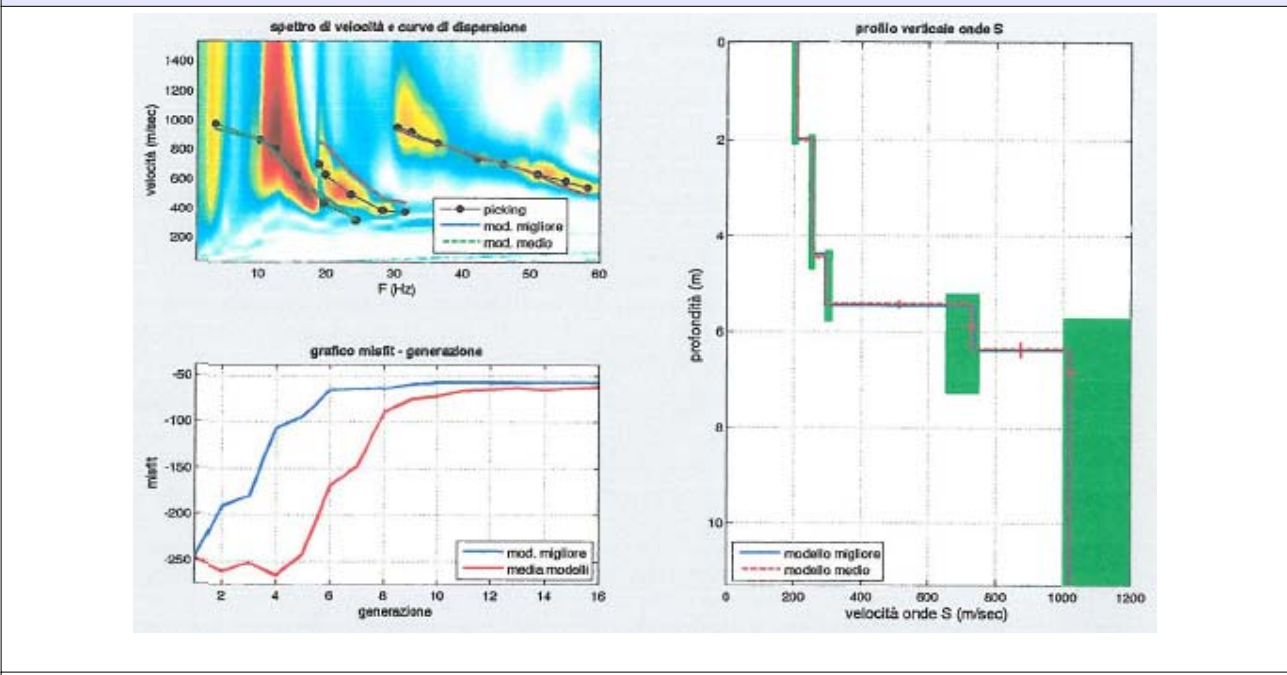 spettro di velocità e curve di dispersione
velocità (m/sec)
1400
1200
1000
800
600
400
200
picking
mod. migliore
mod. medio
10
20
30
40
50
60
F (Hz)
grafico misfit - generazione
misfit
-50
-100
-150
-200
-250
mod. migliore
media modelli
2
4
6
8
10
12
14
16
generazione
profilo verticale onde S
profondità (m)
0
2
4
6
8
10
modello migliore
modello medio
0
200
400
600
800
1000
1200
velocità onde S (m/sec)